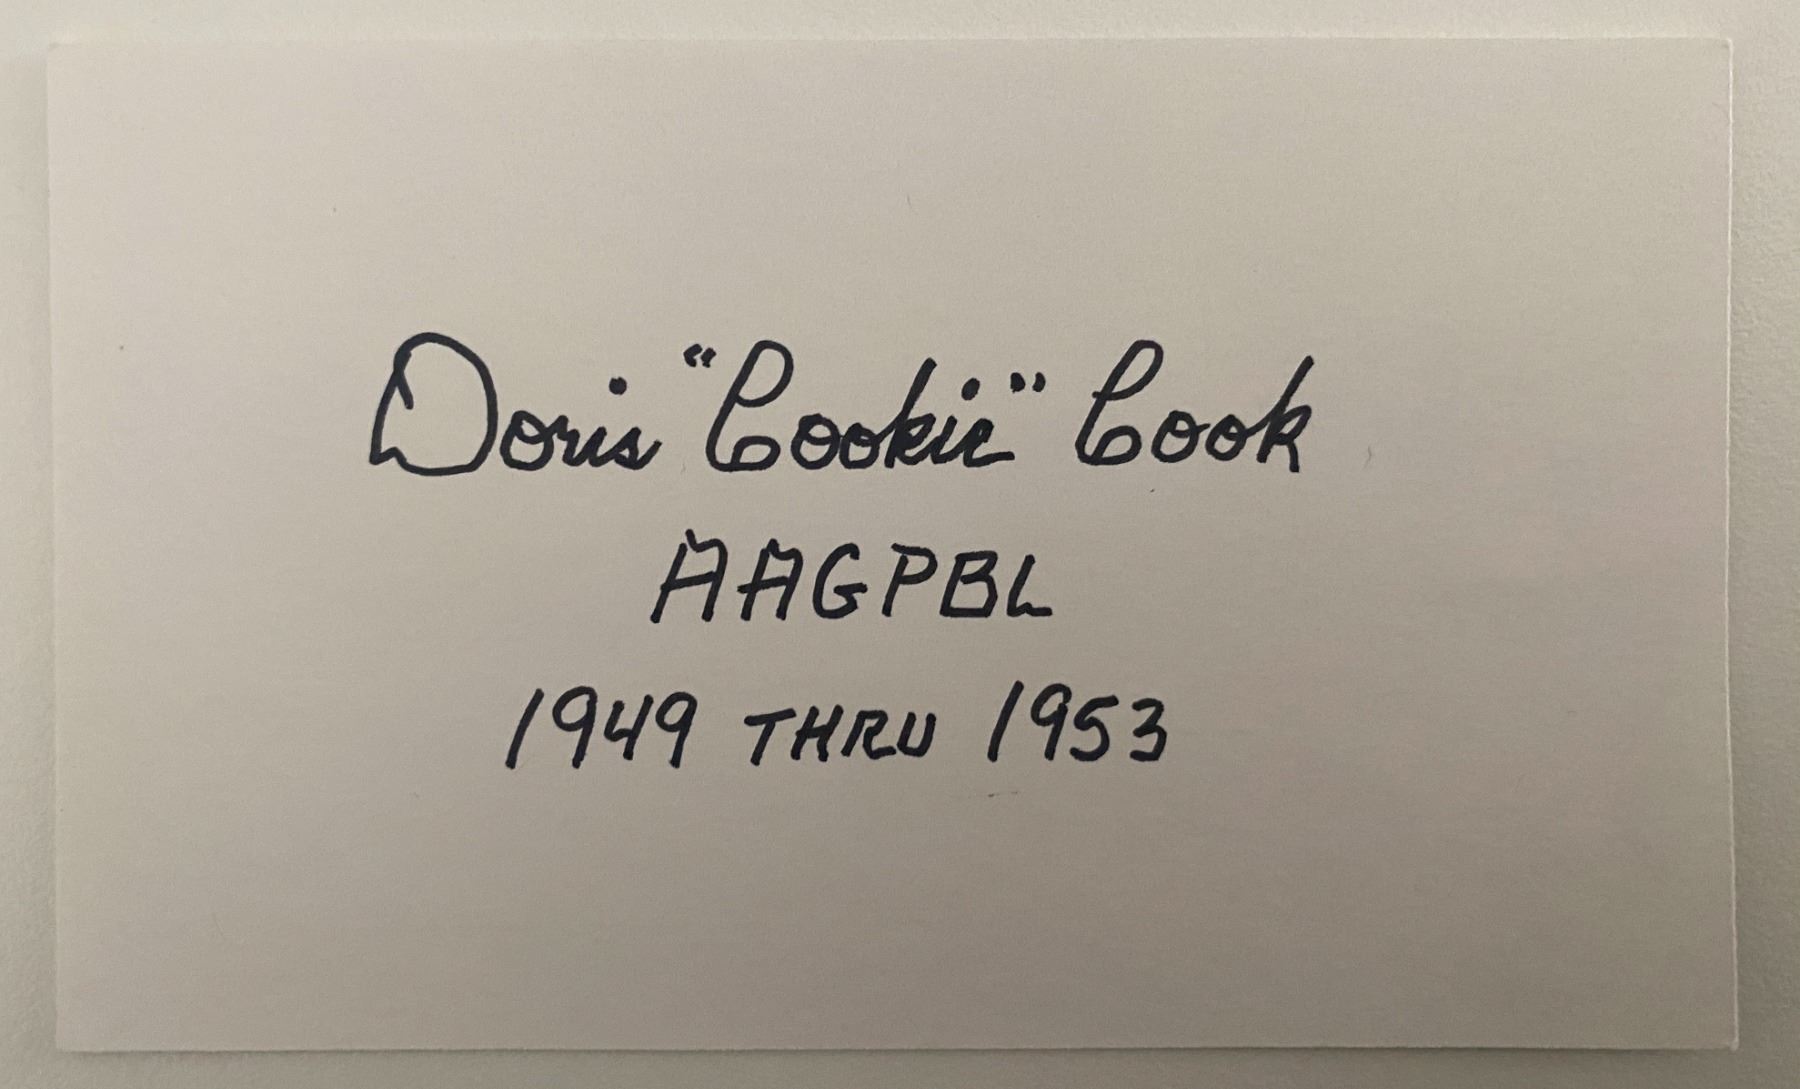 Doris "Cookie" Cook
AAGPBL
1949 THRU 1953